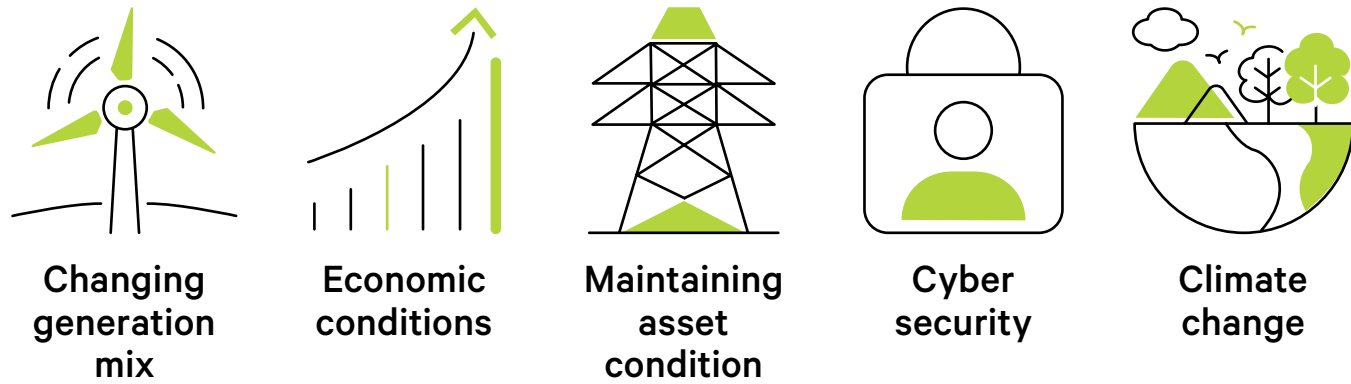 Changing
generation
mix
Economic
conditions
Maintaining
asset
condition
Cyber
security
Climate
change